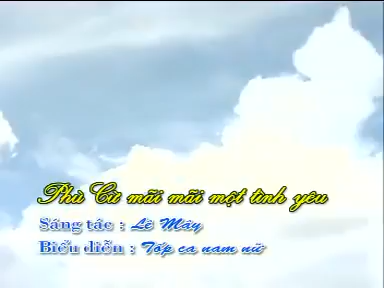 Phù Cừ mãi mãi một tình yêu
Sáng tác : Lê Mây
Biểu diễn : Tốp ca nam nữ